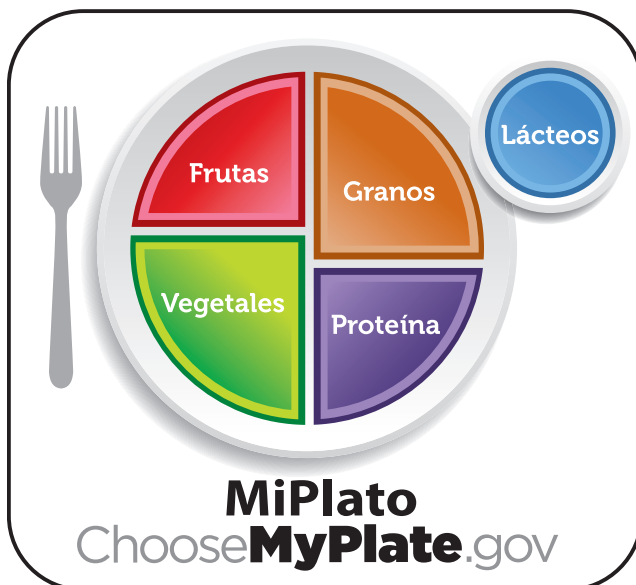 Frutas
Granos
Lácteos
Vegetales
Proteína
MiPlato
ChooseMyPlate.gov